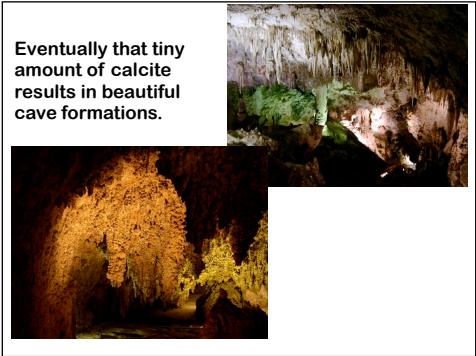 Eventually that tiny
amount of calcite
results in beautiful
cave formations.